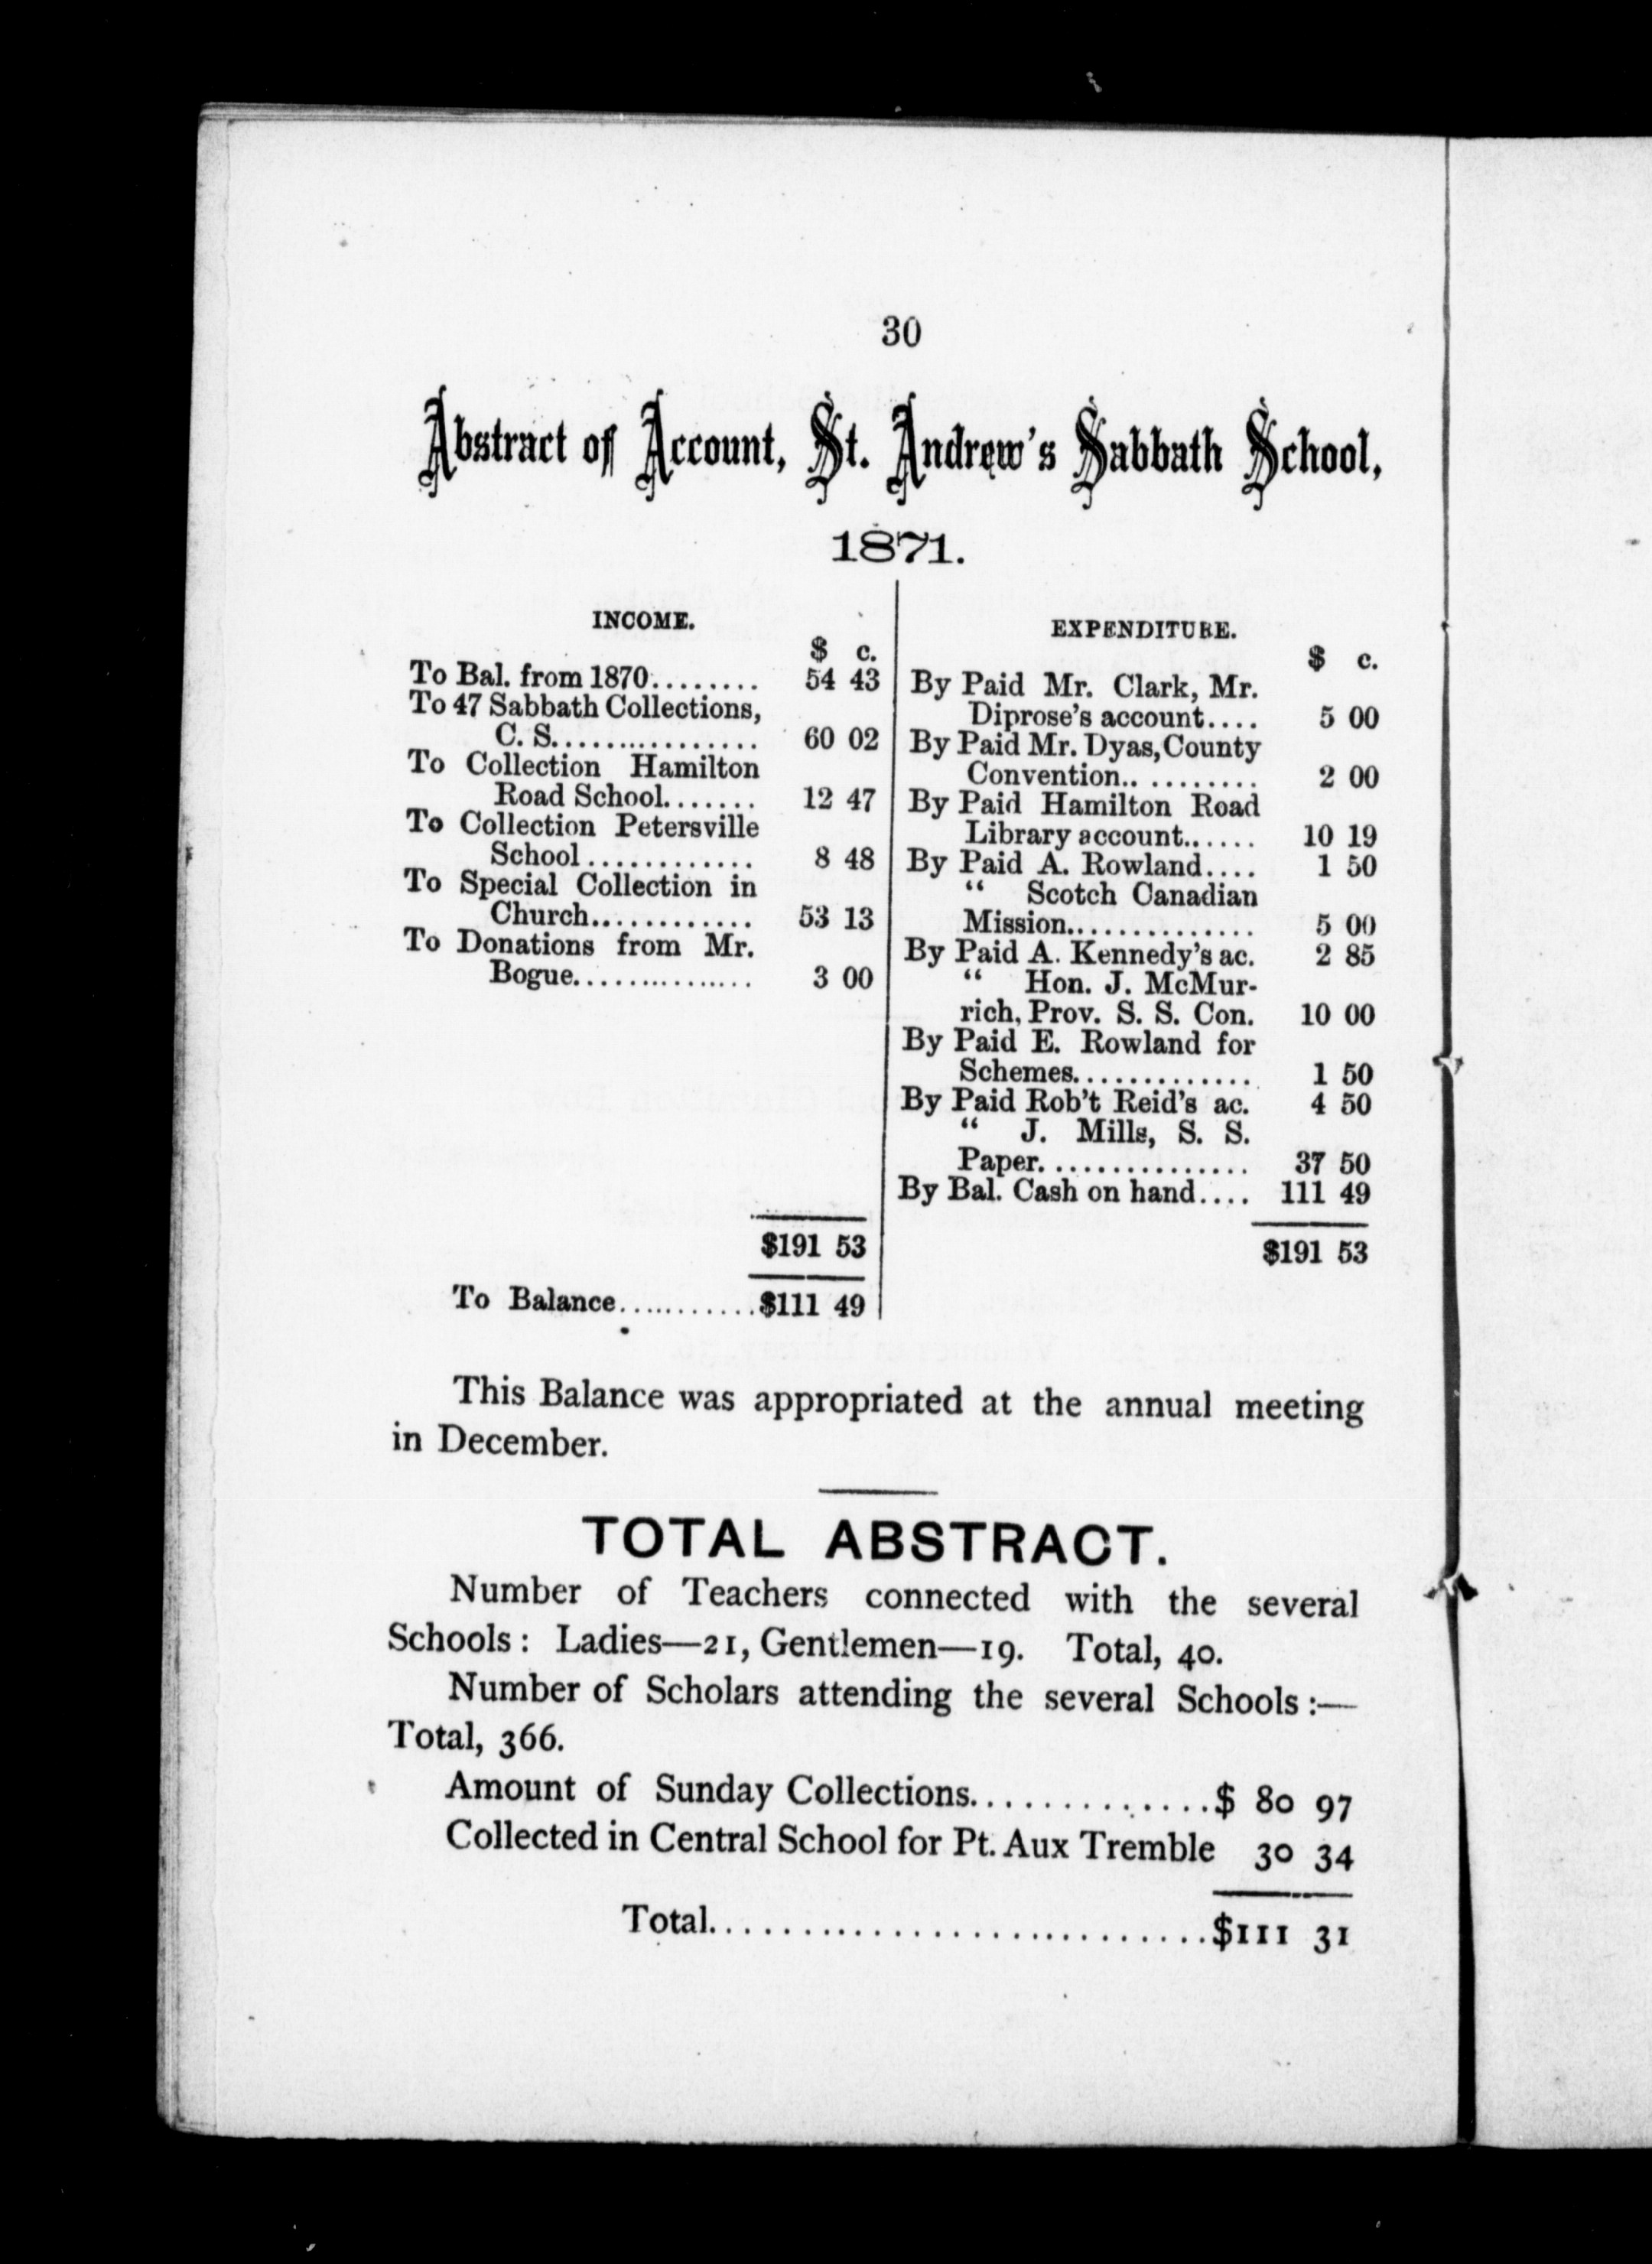 30
Abstract of Account, St. Andrew's Sabbath School,
1871.
INCOME.
$ c.
To Bal. from 1870........ 54 43
To 47 Sabbath Collections,
C. S............... 60 02
To Collection Hamilton
Road School....... 12 47
To Collection Petersville
School............ 8 48
To Special Collection in
Church............ 53 13
To Donations from Mr.
Bogue.............. 3 00
$191 53
To Balance...........$111 49
EXPENDITURE.
$ c.
By Paid Mr. Clark, Mr.
Diprose's account.... 5 00
By Paid Mr. Dyas, County
Convention........... 2 00
By Paid Hamilton Road
Library account...... 10 19
By Paid A. Rowland.... 1 50
“ Scotch Canadian
Mission.............. 5 00
By Paid A. Kennedy's ac. 2 85
“ Hon. J. McMur-
rich, Prov. S. S. Con. 10 00
By Paid E. Rowland for
Schemes............. 1 50
By Paid Rob't Reid's ac. 4 50
“ J. Mills, S. S.
Paper............... 37 50
By Bal. Cash on hand.... 111 49
$191 53
This Balance was appropriated at the annual meeting
in December.
TOTAL ABSTRACT.
Number of Teachers connected with the several
Schools: Ladies—21, Gentlemen—19. Total, 40.
Number of Scholars attending the several Schools:—
Total, 366.
Amount of Sunday Collections..............$ 80 97
Collected in Central School for Pt. Aux Tremble 30 34
Total............................$111 31